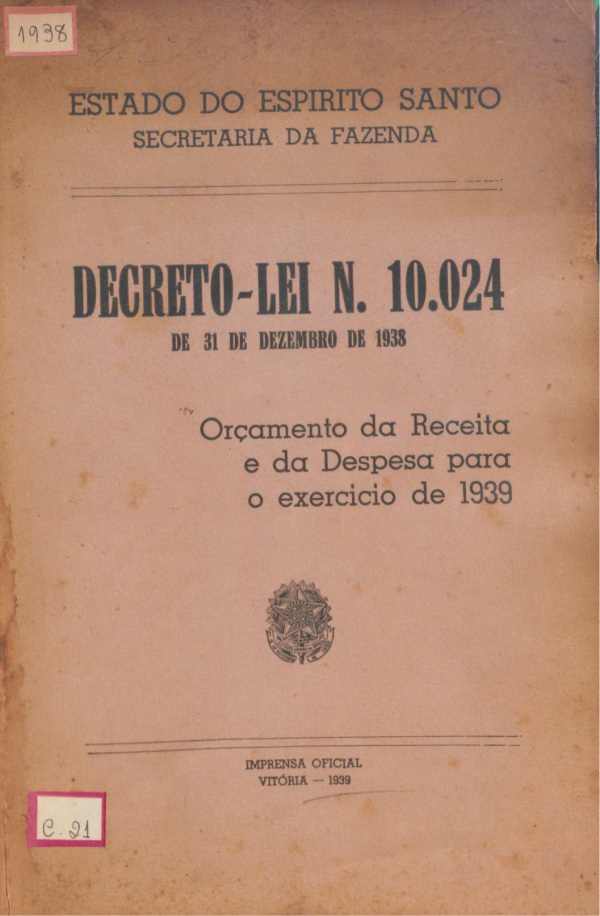 1938
ESTADO DO ESPIRITO SANTO
SECRETARIA DA FAZENDA
DECRETO-LEI N. 10.024
DE 31 DE DEZEMBRO DE 1938
Orçamento da Receita
e da Despesa para
o exercicio de 1939
IMPRENSA OFICIAL
VITÓRIA — 1939
C. 21